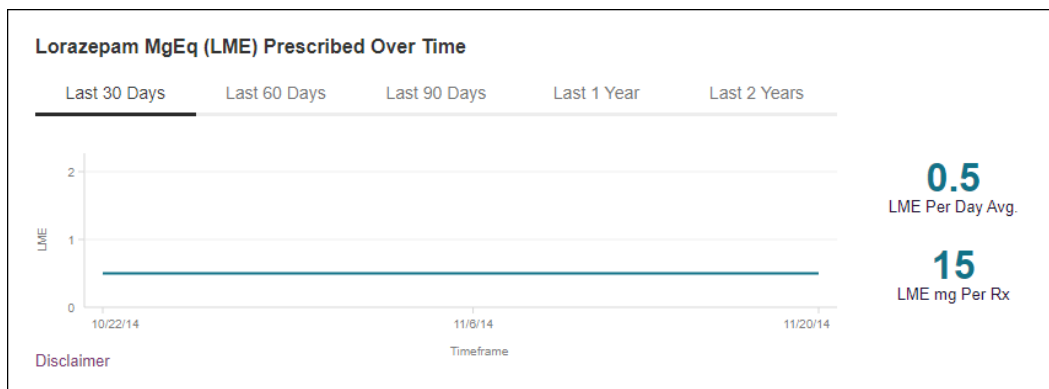 Lorazepam MgEq (LME) Prescribed Over Time
Last 30 Days Last 60 Days Last 90 Days Last 1 Year Last 2 Years
2
1
0
LME
10/22/14 11/6/14 11/20/14
Timeframe
0.5
LME Per Day Avg.
15
LME mg Per Rx
Disclaimer